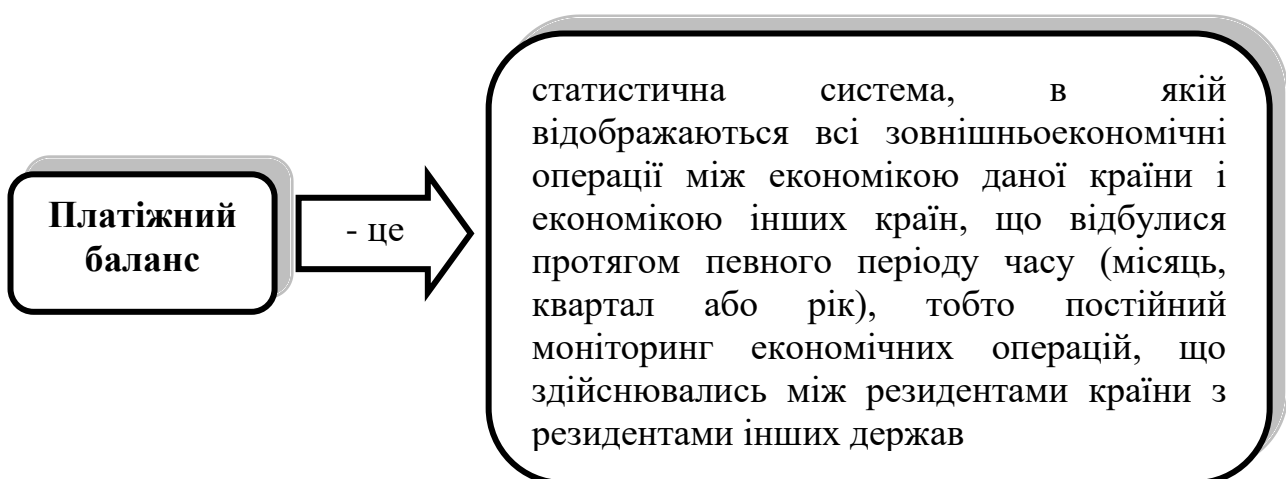 Платіжний
баланс
- це
статистична система, в якій
відображаються всі зовнішньоекономічні
операції між економікою даної країни і
економікою інших країн, що відбулися
протягом певного періоду часу (місяць,
квартал або рік), тобто постійний
моніторинг економічних операцій, що
здійснювались між резидентами країни з
резидентами інших держав